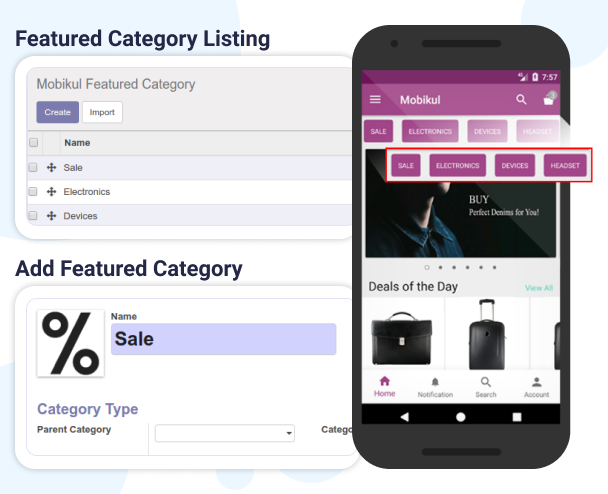 Featured Category Listing
Mobikul Featured Category
Create Import
Name
Sale
Electronics
Devices
Add Featured Category
%
Name
Sale
Category Type
Parent Category
7:57
Mobikul
SALE ELECTRONICS DEVICES HEADSET
SALE ELECTRONICS DEVICES HEADSET
BUY
Perfect Denims for You!
Deals of the Day View All
Home Notification Search Account